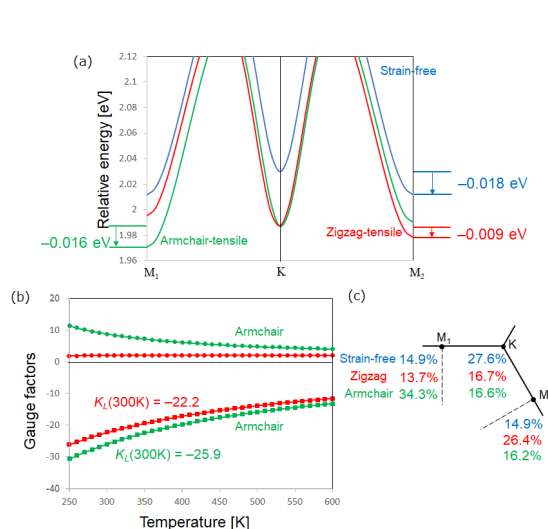 (a)
Relative energy [eV]
2.12
2.1
2.08
2.06
2.04
2.02
2
1.98
1.96
Strain-free
−0.018 eV
−0.016 eV
Armchair-tensile
Zigzag-tensile
−0.009 eV
M1
K
M2
(b)
Gauge factors
20
10
0
-10
-20
-30
-40
Armchair
KL(300K) = −22.2
Armchair
KL(300K) = −25.9
250 300 350 400 450 500 550 600
Temperature [K]
(c)
M1
K
Strain-free 14.9% 27.6%
Zigzag 13.7% 16.7%
Armchair 34.3% 16.6%
M
14.9%
26.4%
16.2%